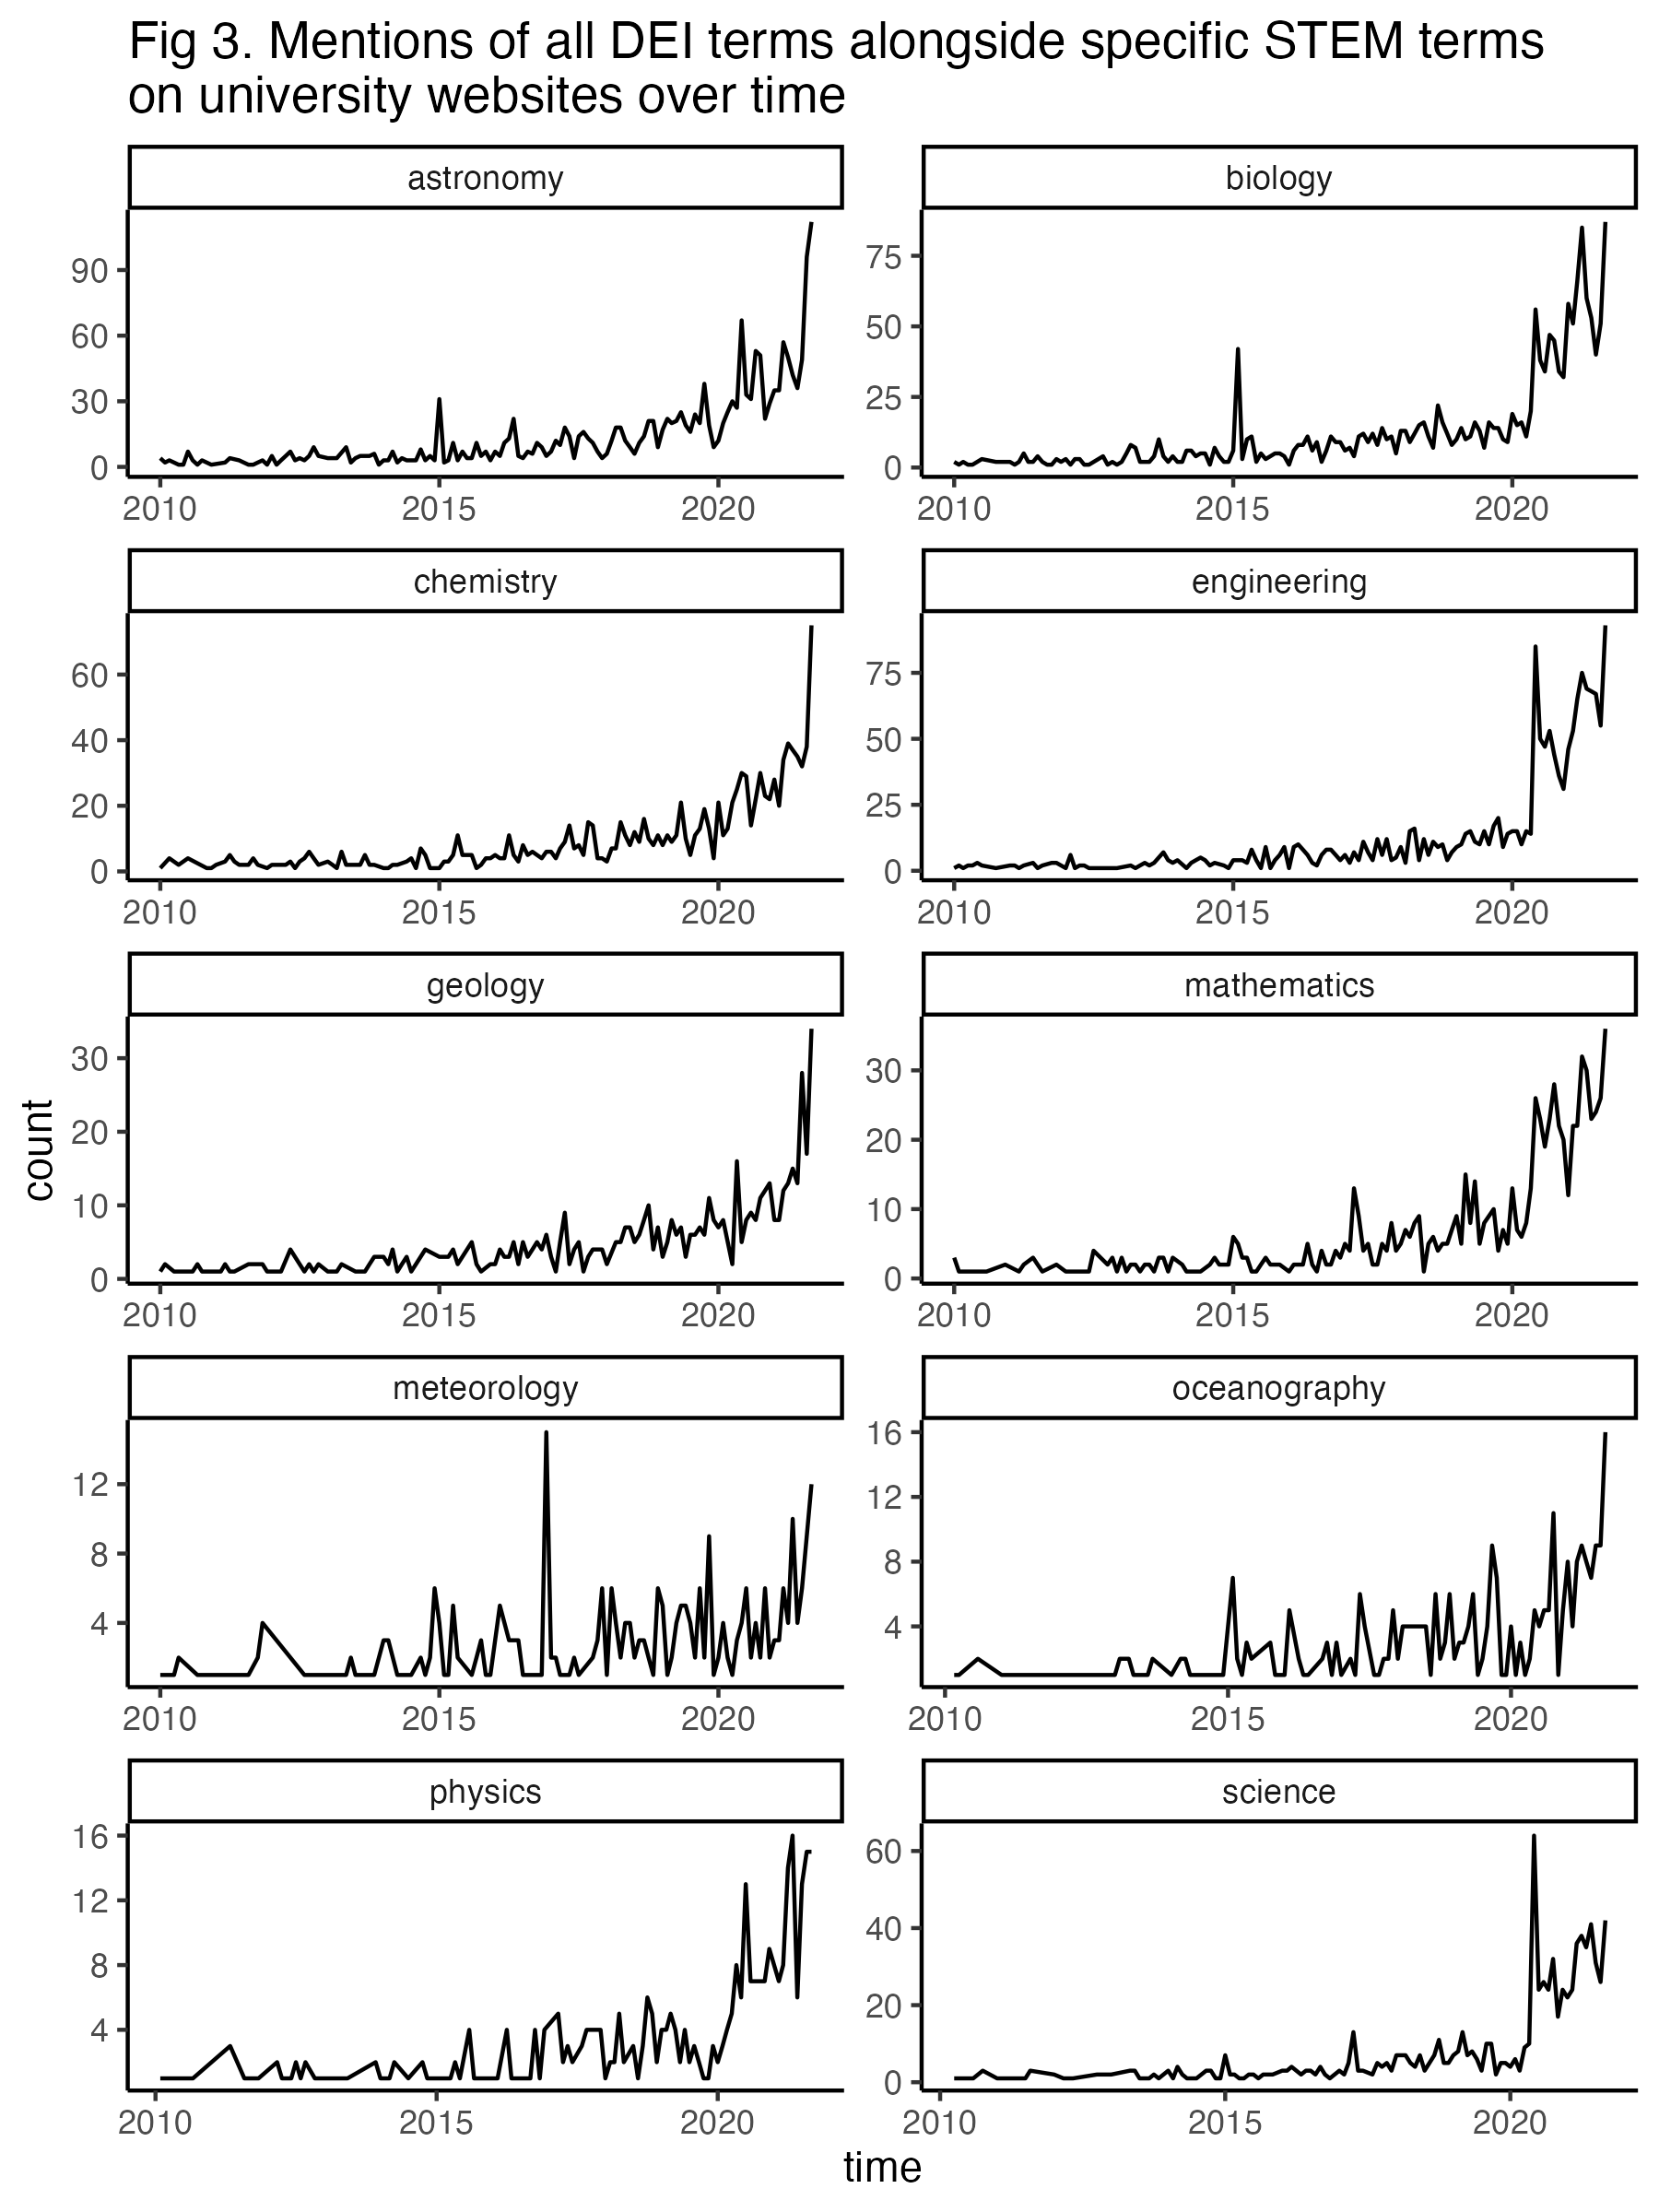 Fig 3. Mentions of all DEI terms alongside specific STEM terms
on university websites over time
astronomy
90
60
30
0
2010 2015 2020
biology
75
50
25
0
2010 2015 2020
chemistry
60
40
20
0
2010 2015 2020
engineering
75
50
25
0
2010 2015 2020
geology
30
20
10
0
2010 2015 2020
mathematics
30
20
10
0
2010 2015 2020
meteorology
12
8
4
2010 2015 2020
oceanography
16
12
8
4
2010 2015 2020
physics
16
12
8
4
2010 2015 2020
science
60
40
20
0
2010 2015 2020
count
time